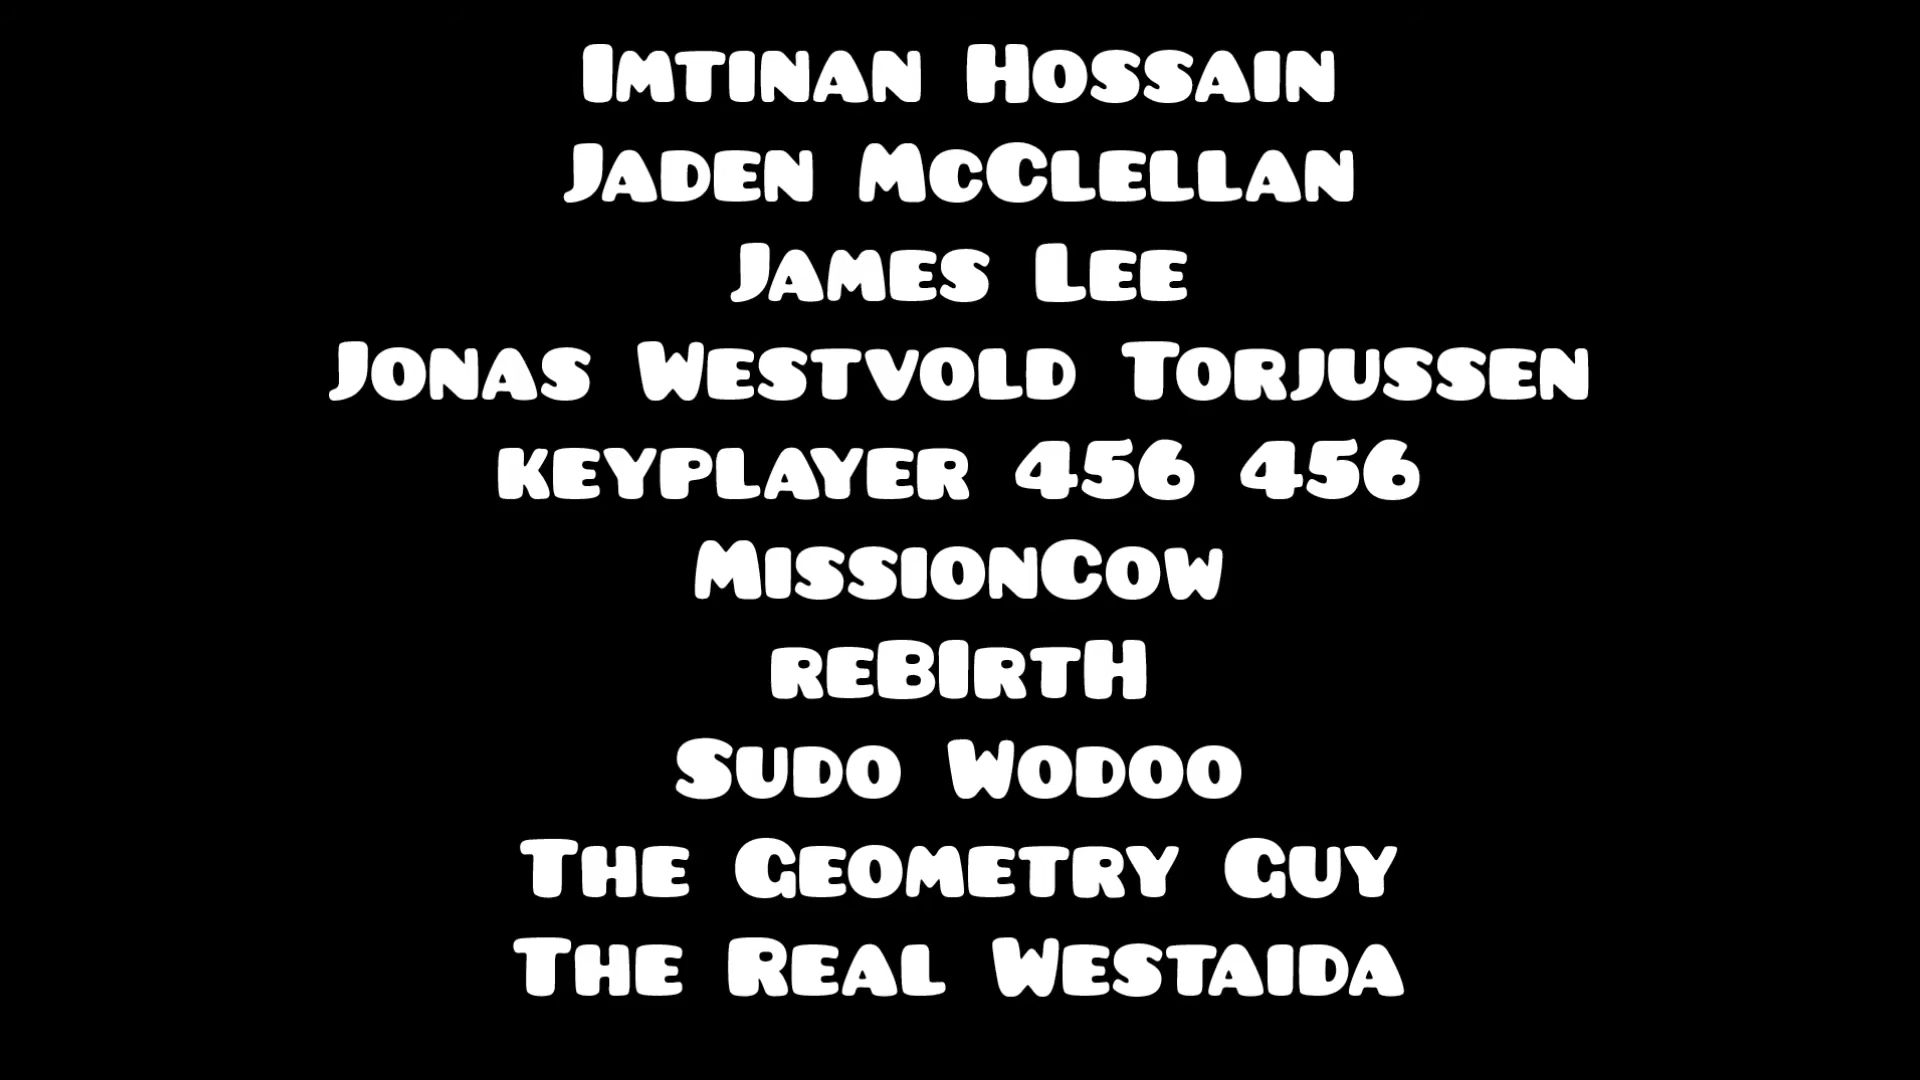 Imtinan Hossain
Jaden McClellan
James Lee
Jonas Westvold Torjussen
keyplayer 456 456
MissionCow
reBIrtH
Sudo Wodoo
The Geometry Guy
The Real Westaida